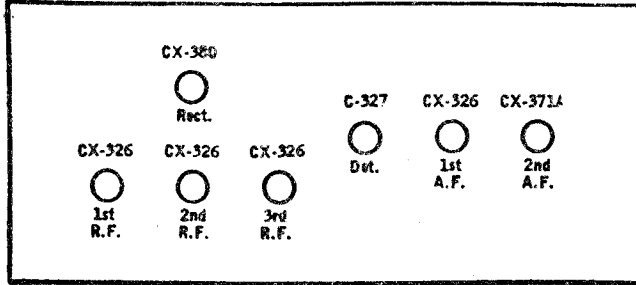 CX-380
Rect.
C-327 CX-326 CX-371A
Det. 1st 2nd
A.F. A.F.
CX-326 CX-326 CX-326
1st 2nd 3rd
R.F. R.F. R.F.